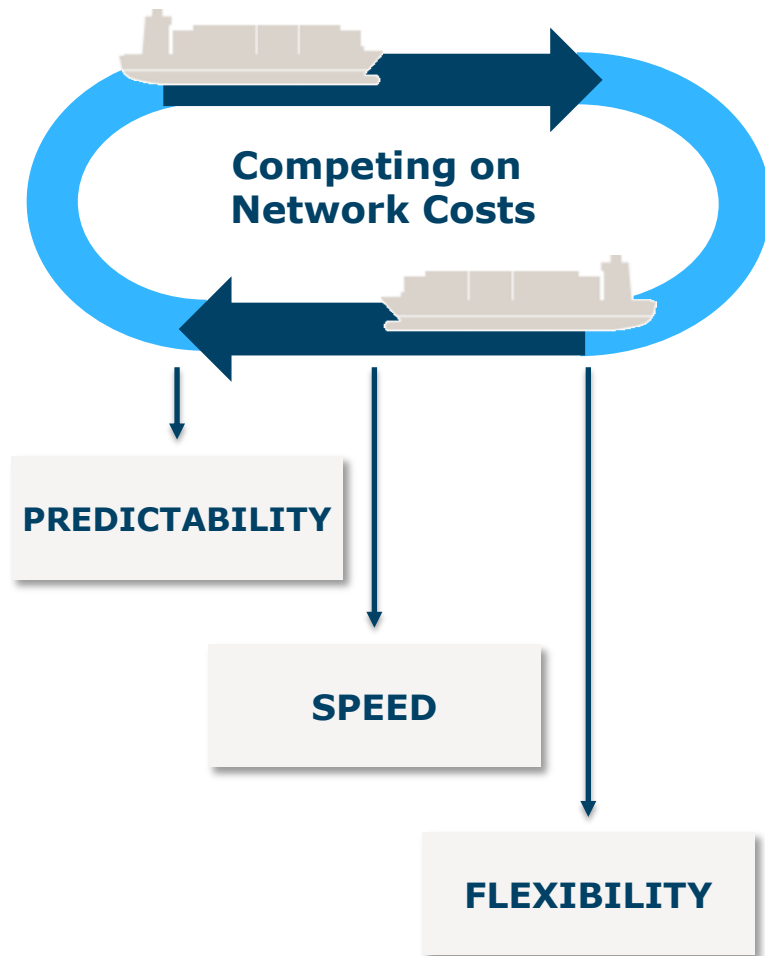 Competing on
Network Costs
PREDICTABILITY
SPEED
FLEXIBILITY